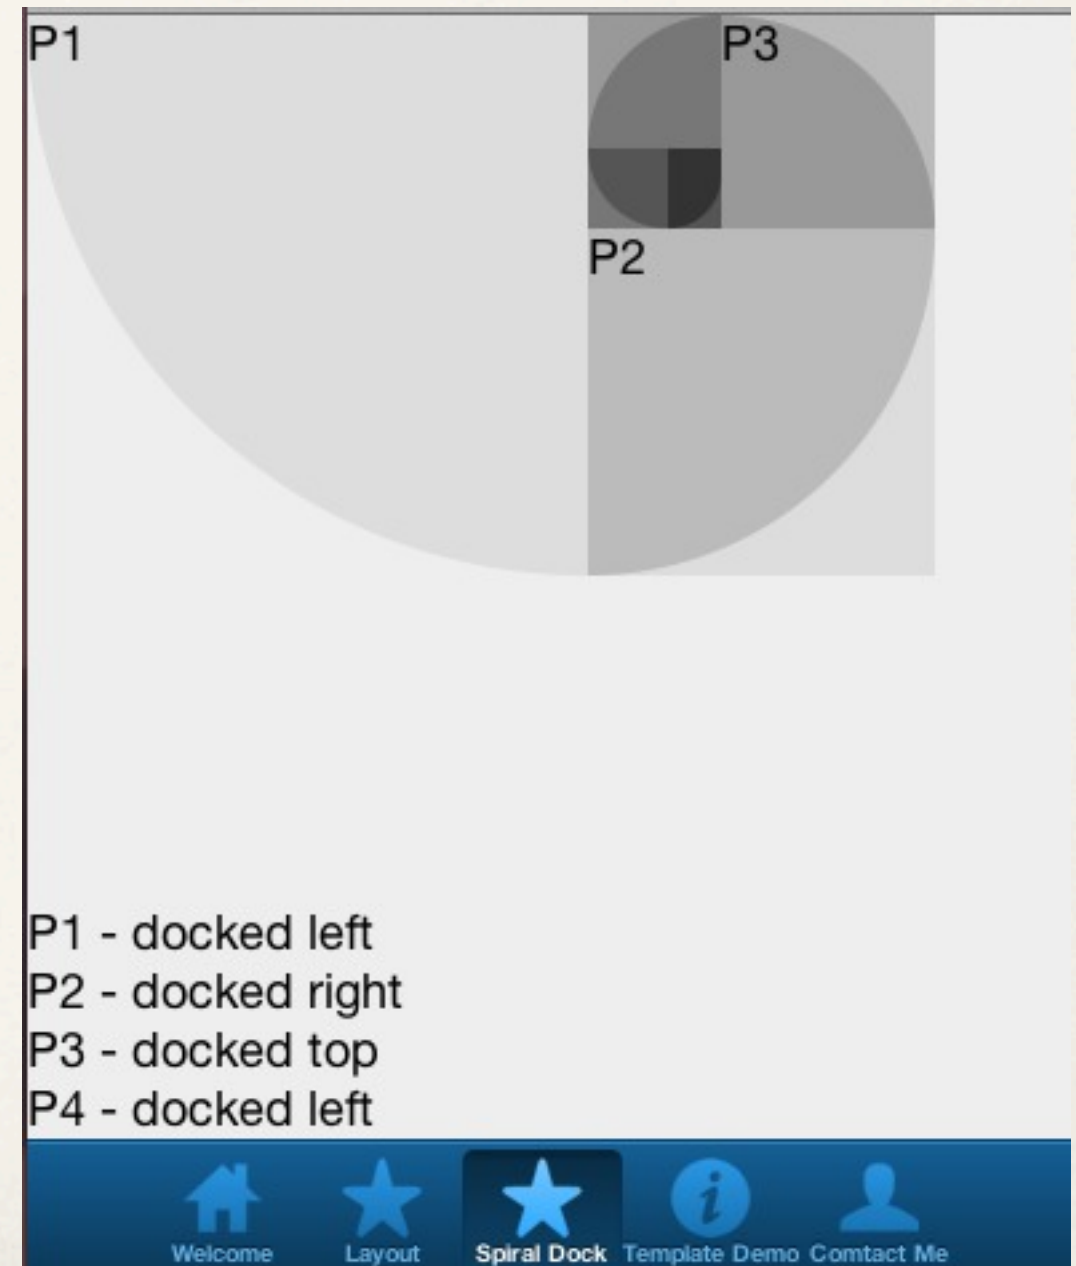 P1
P3
P2
P1 - docked left
P2 - docked right
P3 - docked top
P4 - docked left
Welcome
Layout
Spiral Dock
Template Demo
Comtact Me